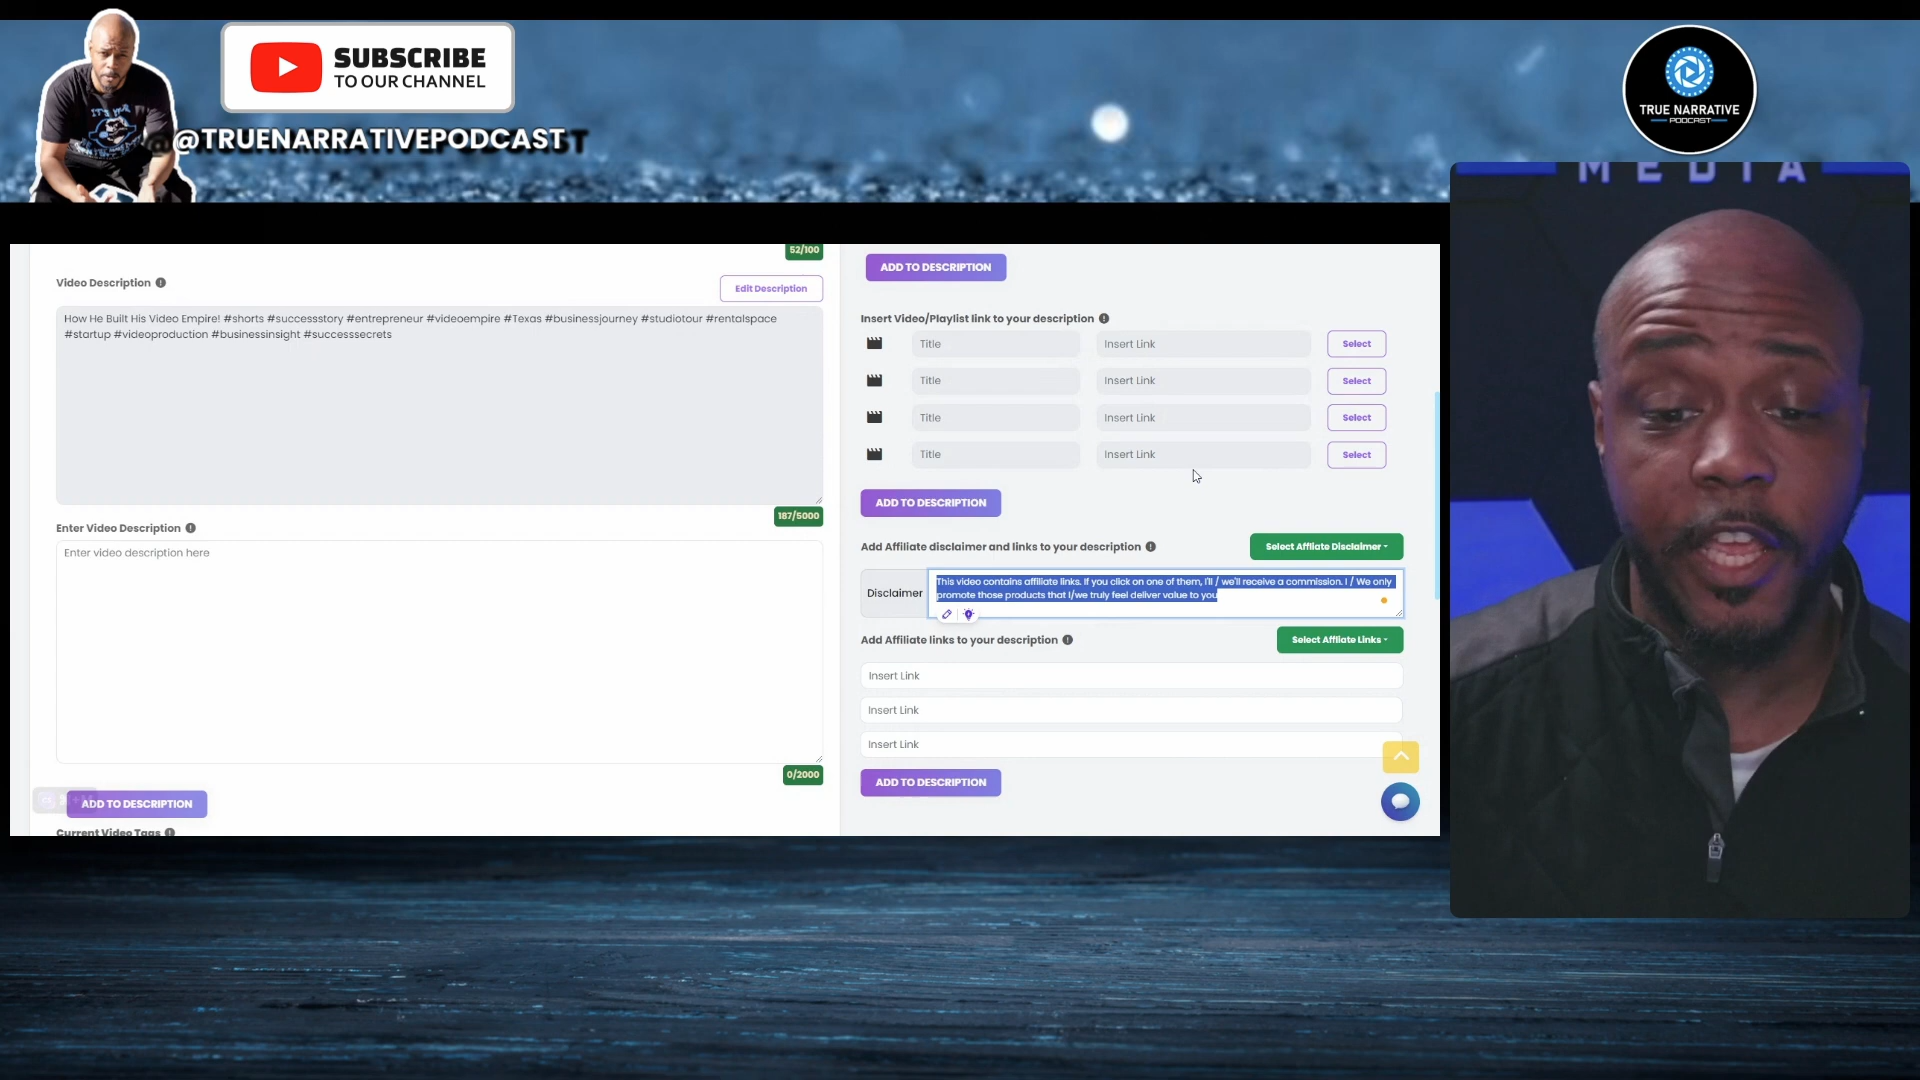 SUBSCRIBE
TO OUR CHANNEL
@TRUENARRATIVEPODCAST
TRUE NARRATIVE
PODCAST
MEDIA
52/100
Video Description
Edit Description
How He Built His Video Empire! #shorts #successstory #entrepreneur #videoempire #Texas #businessjourney #studiotour #rentalspace
#startup #videoproduction #businessinsight #successsecrets
187/5000
Enter Video Description
Enter video description here
0/2000
ADD TO DESCRIPTION
Current Video Tags
ADD TO DESCRIPTION
Insert Video/Playlist link to your description
Title Insert Link Select
Title Insert Link Select
Title Insert Link Select
Title Insert Link Select
ADD TO DESCRIPTION
Add Affiliate disclaimer and links to your description
Select Affliate Disclaimer
Disclaimer
This video contains affiliate links. If you click on one of them, I'll / we'll receive a commission. I / We only
promote those products that I/we truly feel deliver value to you
Add Affiliate links to your description
Select Affliate Links
Insert Link
Insert Link
Insert Link
ADD TO DESCRIPTION